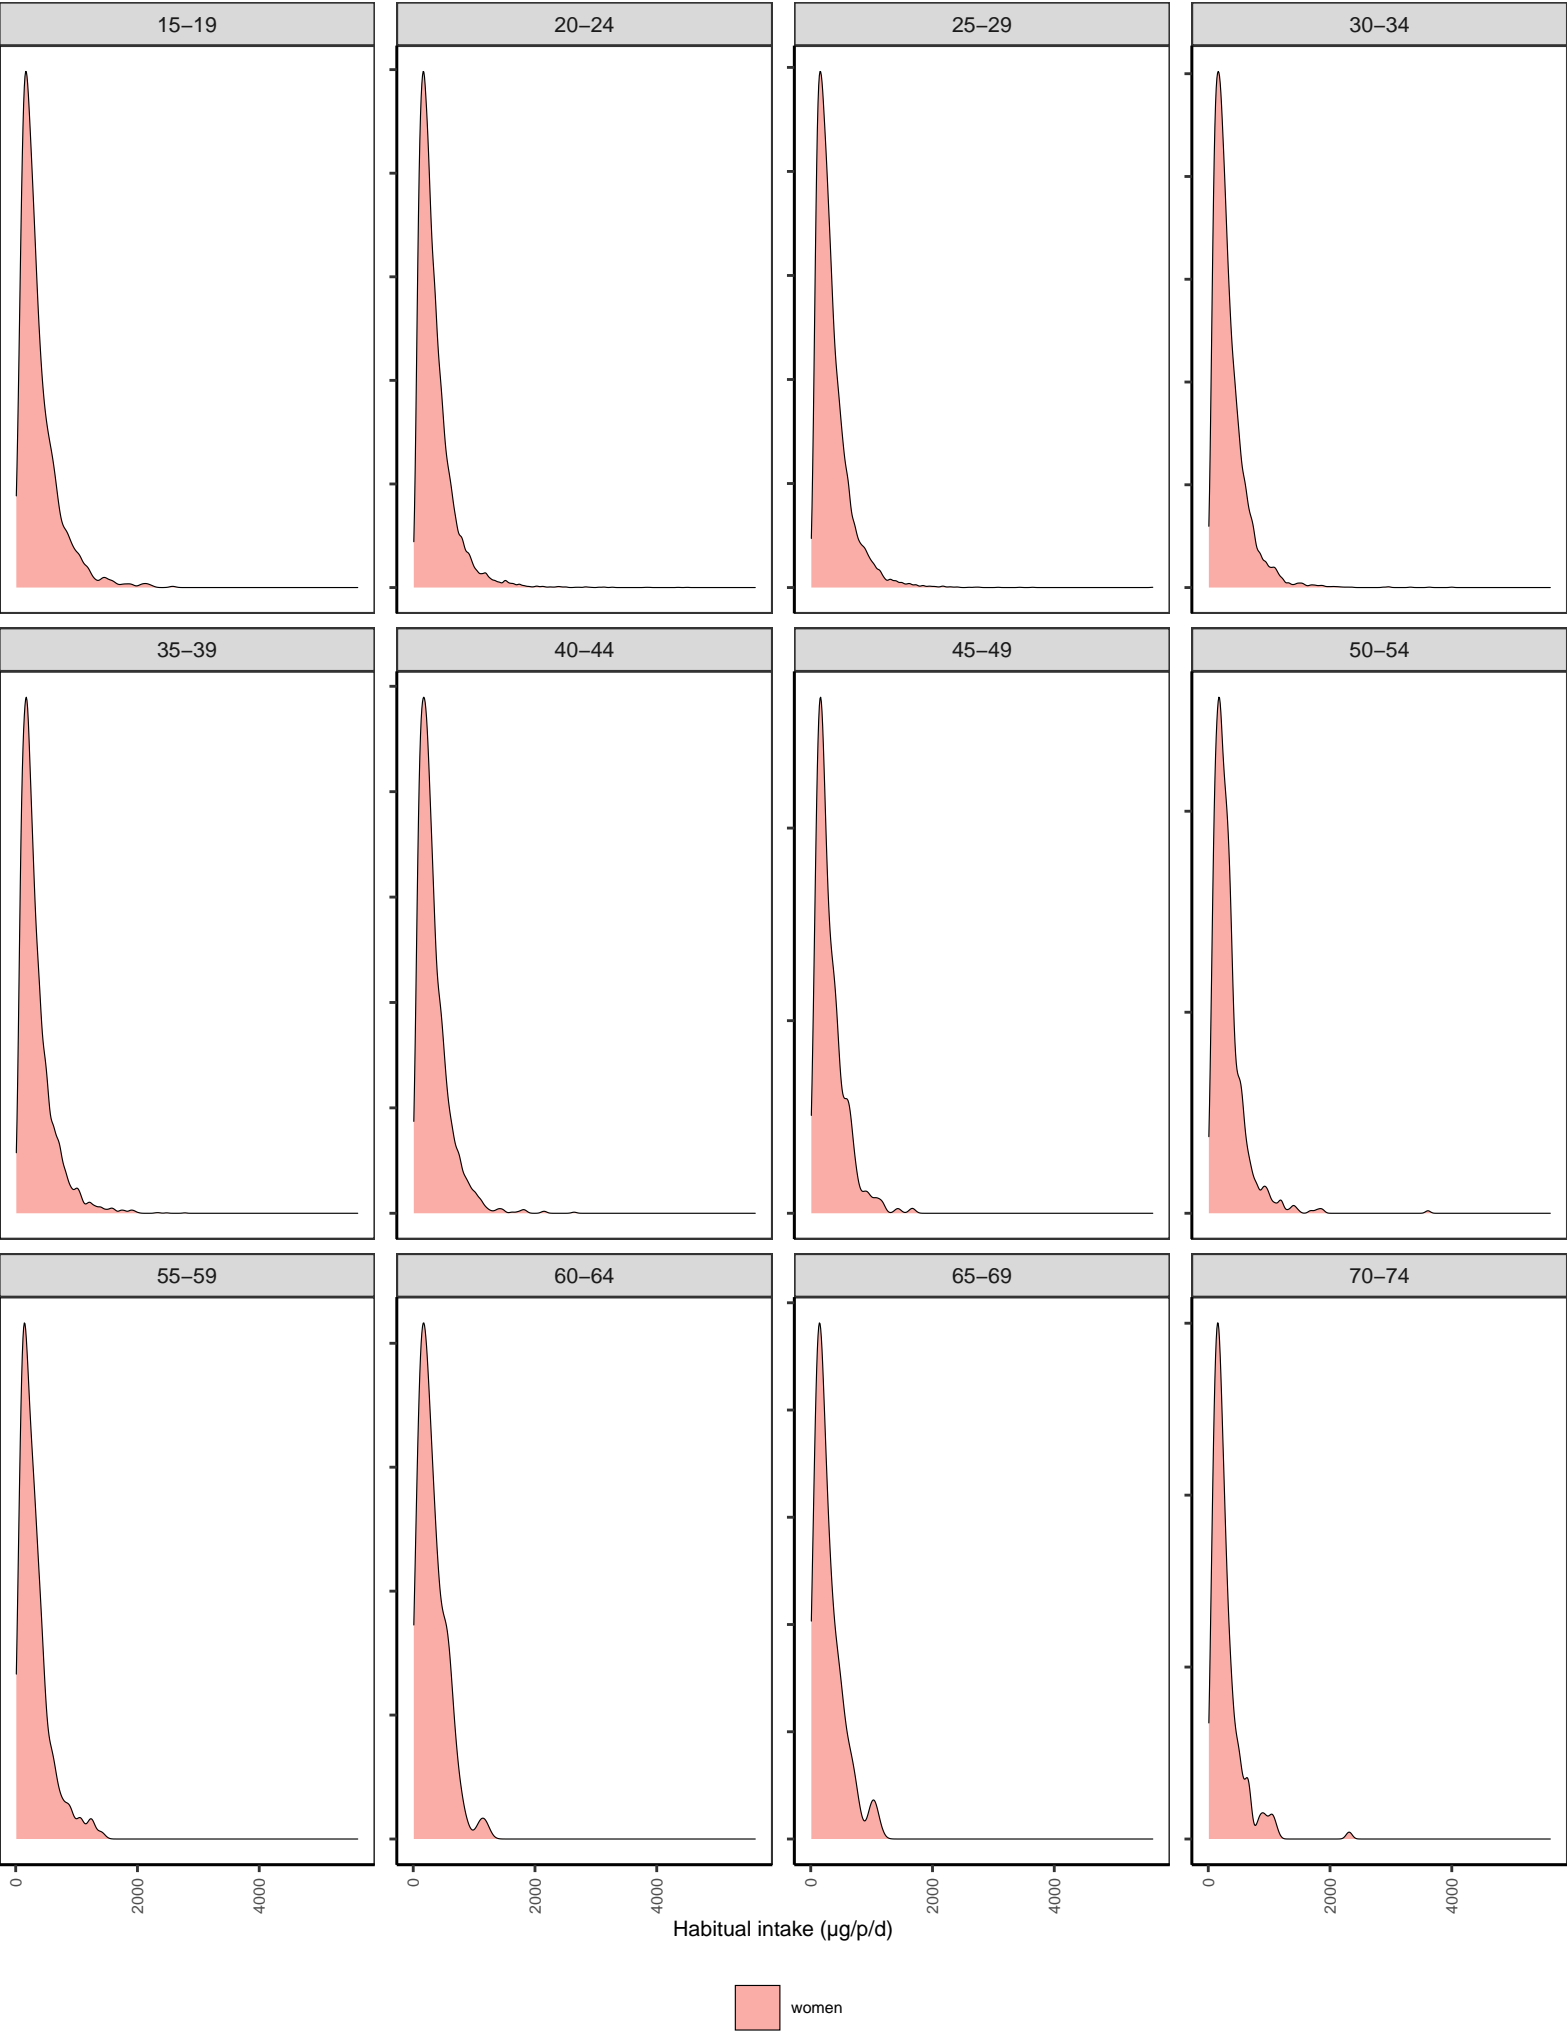 15–19 20–24 25–29 30–34
35–39 40–44 45–49 50–54
55–59 60–64 65–69 70–74
0 2000 4000 0 2000 4000 0 2000 4000 0 2000 4000
Habitual intake (µg/p/d)
women